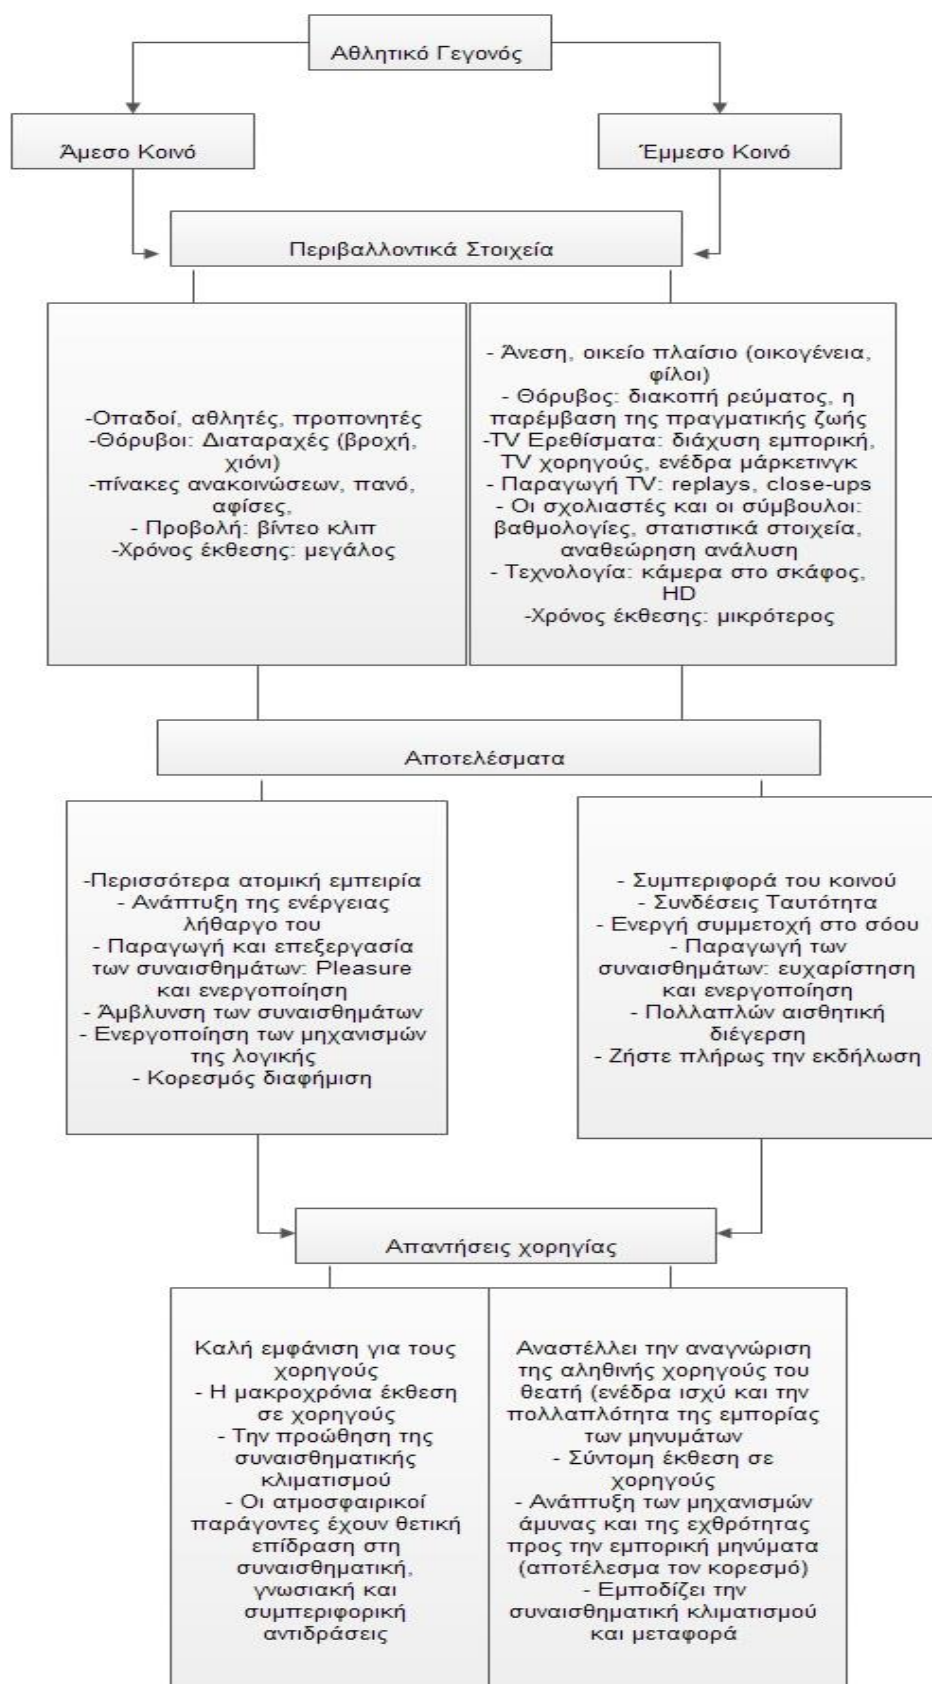 Αθλητικό Γεγονός
Άμεσο Κοινό
Έμμεσο Κοινό
Περιβαλλοντικά Στοιχεία
-Οπαδοί, αθλητές, προπονητές
-Θόρυβοι: Διαταραχές (βροχή,
χιόνι)
-πίνακες ανακοινώσεων, πανό,
αφίσες,
- Προβολή: βίντεο κλιπ
-Χρόνος έκθεσης: μεγάλος
- Άνεση, οικείο πλαίσιο (οικογένεια,
φίλοι)
- Θόρυβος: διακοπή ρεύματος, η
παρέμβαση της πραγματικής ζωής
-TV Ερεθίσματα: διάχυση εμπορική,
TV χορηγούς, ενέδρα μάρκετινγκ
- Παραγωγή TV: replays, close-ups
- Οι σχολιαστές και οι σύμβουλοι:
βαθμολογίες, στατιστικά στοιχεία,
αναθεώρηση ανάλυση
- Τεχνολογία: κάμερα στο σκάφος,
HD
-Χρόνος έκθεσης: μικρότερος
Αποτελέσματα
-Περισσότερα ατομική εμπειρία
- Ανάπτυξη της ενέργειας
λήθαργο του
- Παραγωγή και επεξεργασία
των συναισθημάτων: Pleasure
και ενεργοποίηση
- Άμβλυνση των συναισθημάτων
- Ενεργοποίηση των μηχανισμών
της λογικής
- Κορεσμός διαφήμιση
- Συμπεριφορά του κοινού
- Συνδέσεις Ταυτότητα
- Ενεργή συμμετοχή στο σόου
- Παραγωγή των
συναισθημάτων: ευχαρίστηση
και ενεργοποίηση
- Πολλαπλών αισθητική
διέγερση
- Ζήστε πλήρως την εκδήλωση
Απαντήσεις χορηγίας
Καλή εμφάνιση για τους
χορηγούς
- Η μακροχρόνια έκθεση
σε χορηγούς
- Την προώθηση της
συναισθηματικής
κλιματισμού
- Οι ατμοσφαιρικοί
παράγοντες έχουν θετική
επίδραση στη
συναισθηματική,
γνωσιακή και
συμπεριφορική
αντιδράσεις
Αναστέλλει την αναγνώριση
της αληθινής χορηγούς του
θεατή (ενέδρα ισχύ και την
πολλαπλότητα της εμπορίας
των μηνυμάτων
- Σύντομη έκθεση σε
χορηγούς
- Ανάπτυξη των μηχανισμών
άμυνας και της εχθρότητας
προς την εμπορική μηνύματα
(αποτέλεσμα τον κορεσμό)
- Εμποδίζει την
συναισθηματική κλιματισμού
και μεταφορά